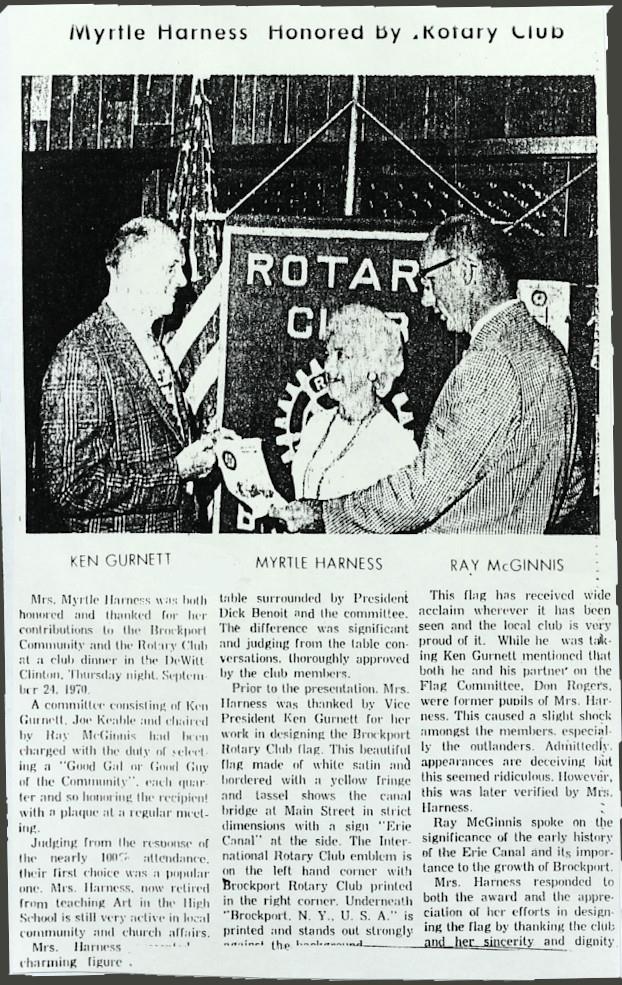 Myrtle Harness Honored By Rotary Club
ROTAR
CL B
R
KEN GURNETT
MYRTLE HARNESS
RAY McGINNIS
Mrs. Myrtle Harness was both
honored and thanked for her
contributions to the Brockport
Community and the Rotary Club
at a club dinner in the DeWitt
Clinton, Thursday night, Septem-
ber 24, 1970.
A committee consisting of Ken
Gurnett, Joe Keable and chaired
by Ray McGinnis had been
charged with the duty of select-
ing a "Good Gal or Good Guy
of the Community", each quar-
ter and so honoring the recipient
with a plaque at a regular meet-
ing.
Judging from the response of
the nearly 100% attendance,
their first choice was a popular
one. Mrs. Harness, now retired
from teaching Art in the High
School is still very active in local
community and church affairs.
Mrs. Harness
charming figure
table surrounded by President
Dick Benoit and the committee.
The difference was significant
and judging from the table con-
versations, thoroughly approved
by the club members.
Prior to the presentation, Mrs.
Harness was thanked by Vice
President Ken Gurnett for her
work in designing the Brockport
Rotary Club flag. This beautiful
flag made of white satin and
bordered with a yellow fringe
and tassel shows the canal
bridge at Main Street in strict
dimensions with a sign "Erie
Canal" at the side. The Inter-
national Rotary Club emblem is
on the left hand corner with
Brockport Rotary Club printed
in the right corner. Underneath
"Brockport, N. Y., U. S. A." is
printed and stands out strongly
against the background
This flag has received wide
acclaim wherever it has been
seen and the local club is very
proud of it. While he was talk-
ing Ken Gurnett mentioned that
both he and his partner on the
Flag Committee, Don Rogers,
were former pupils of Mrs. Har-
ness. This caused a slight shock
amongst the members, especial-
ly the outlanders. Admittedly,
appearances are deceiving but
this seemed ridiculous. However,
this was later verified by Mrs.
Harness.
Ray McGinnis spoke on the
significance of the early history
of the Erie Canal and its impor-
tance to the growth of Brockport.
Mrs. Harness responded to
both the award and the appre-
ciation of her efforts in design-
ing the flag by thanking the club
and her sincerity and dignity